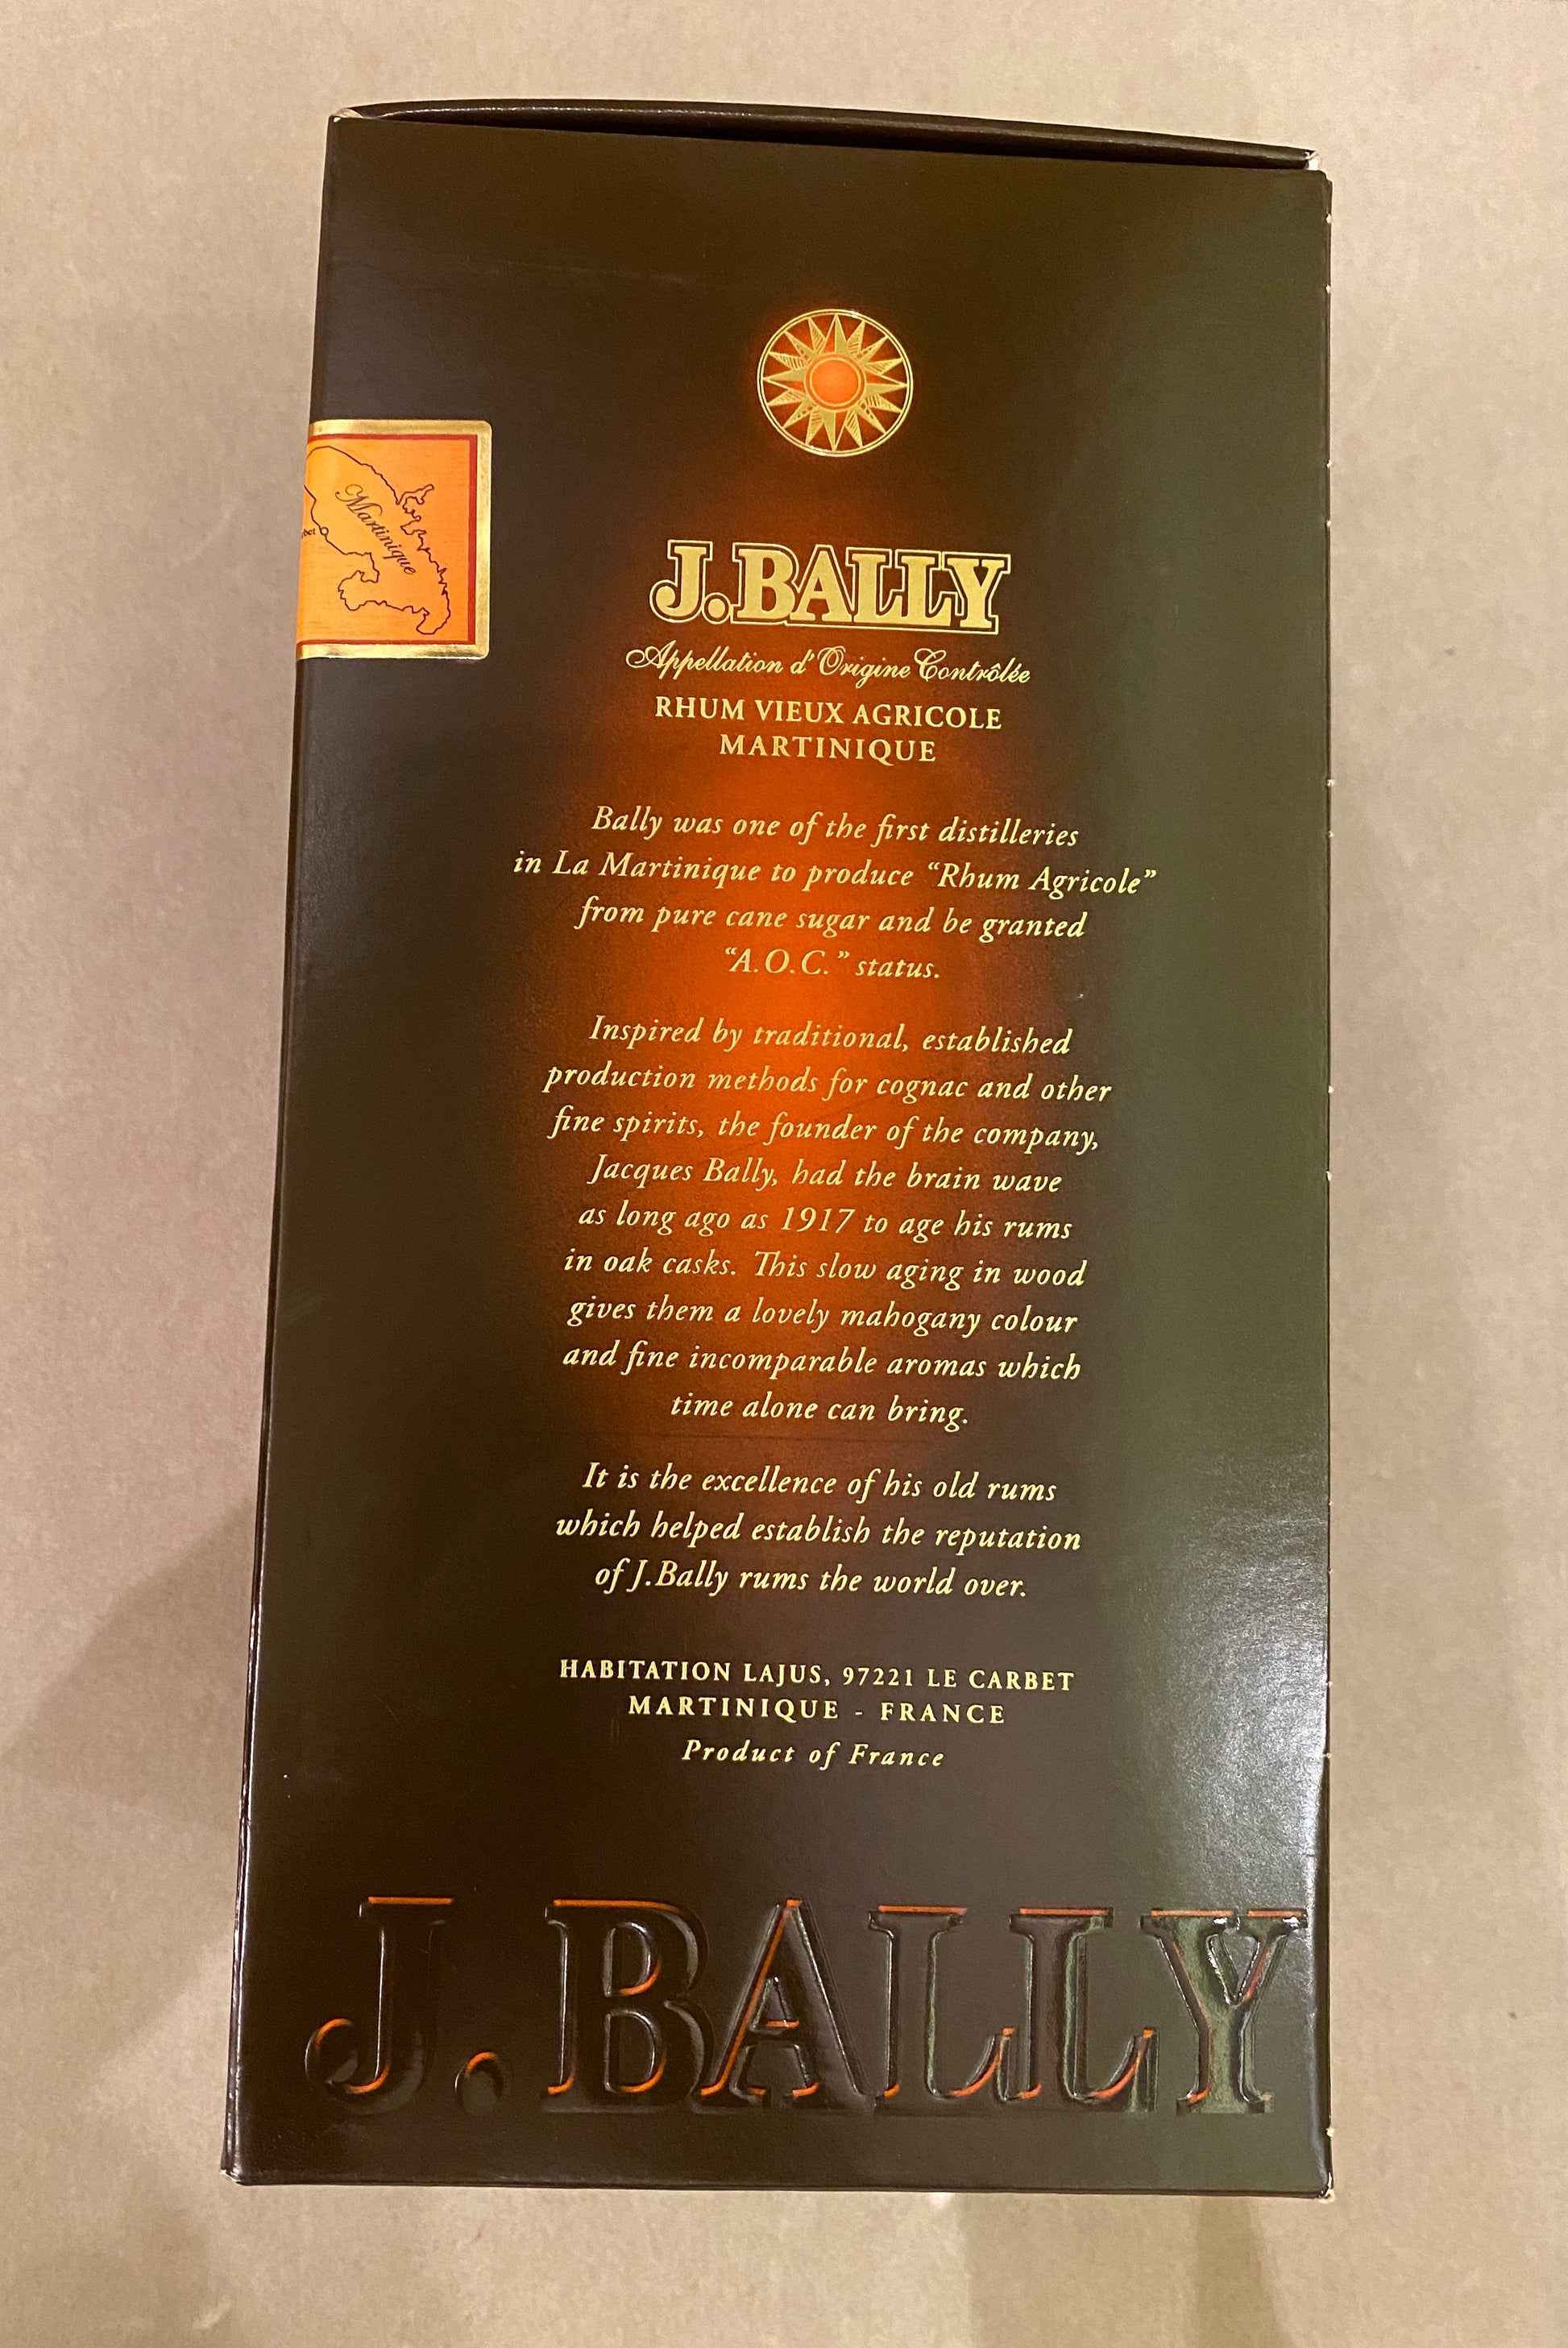 Martinique
J.BALLY
Appellation d'Origine Contrôlée
RHUM VIEUX AGRICOLE
MARTINIQUE
Bally was one of the first distilleries
in La Martinique to produce “Rhum Agricole”
from pure cane sugar and be granted
“A.O.C.” status.
Inspired by traditional, established
production methods for cognac and other
fine spirits, the founder of the company,
Jacques Bally, had the brain wave
as long ago as 1917 to age his rums
in oak casks. This slow aging in wood
gives them a lovely mahogany colour
and fine incomparable aromas which
time alone can bring.
It is the excellence of his old rums
which helped establish the reputation
of J.Bally rums the world over.
HABITATION LAJUS, 97221 LE CARBET
MARTINIQUE - FRANCE
Product of France
J. BALLY